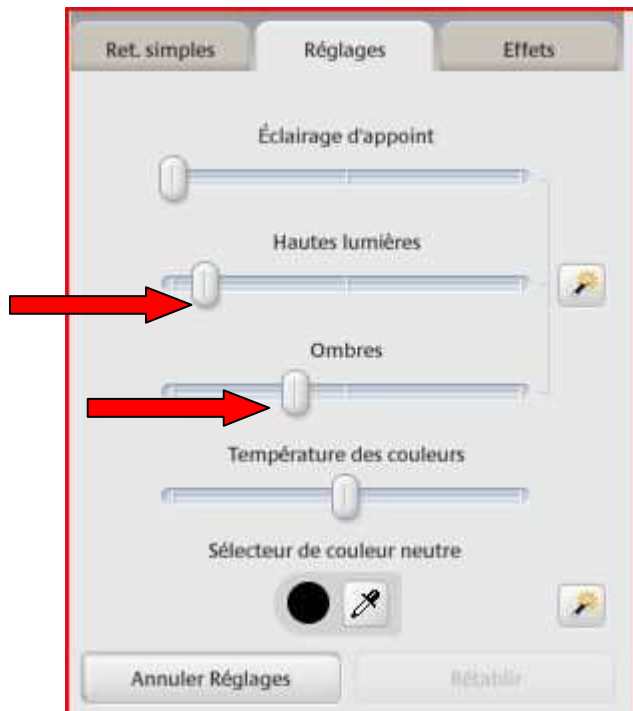 Ret. simples Réglages Effets
Éclairage d'appoint
Hautes lumières
Ombres
Température des couleurs
Sélecteur de couleur neutre
Annuler Réglages Rétablir